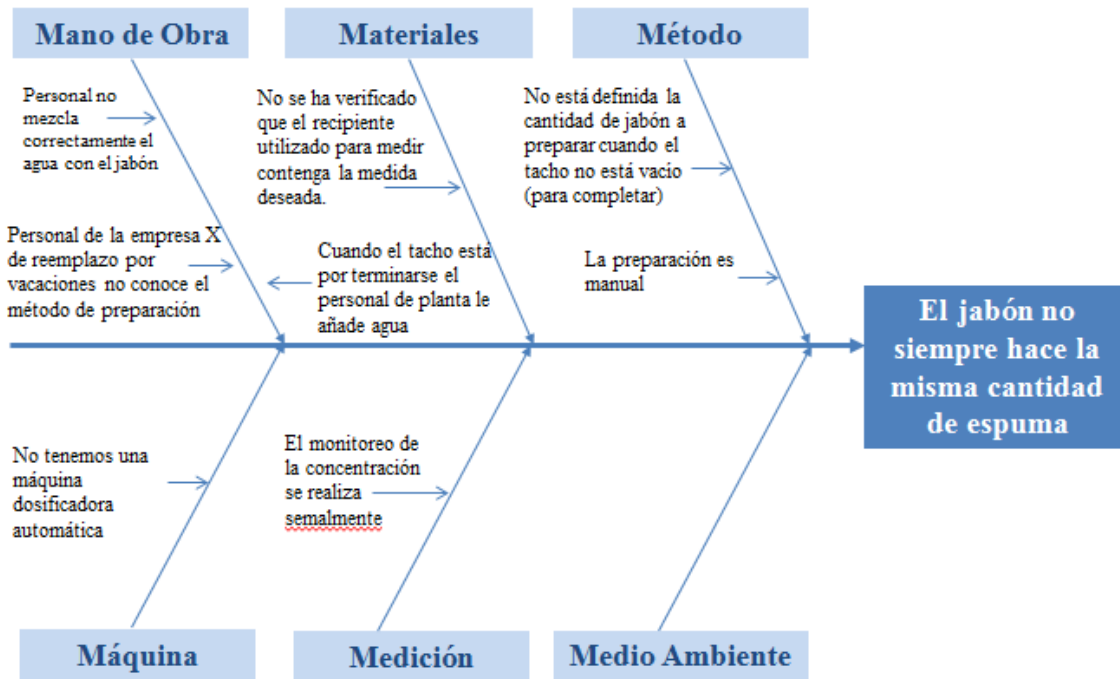 Mano de Obra
Materiales
Método
Personal no
mezcla
correctamente el
agua con el jabón
No se ha verificado
que el recipiente
utilizado para medir
contenga la medida
deseada.
No está definida la
cantidad de jabón a
preparar cuando el
tacho no está vacio
(para completar)
Personal de la empresa X
de reemplazo por
vacaciones no conoce el
método de preparación
Cuando el tacho está
por terminarse el
personal de planta le
añade agua
La preparación es
manual
El jabón no
siempre hace la
misma cantidad
de espuma
No tenemos una
máquina
dosificadora
automática
El monitoreo de
la concentración
se realiza
semalmente
Máquina
Medición
Medio Ambiente